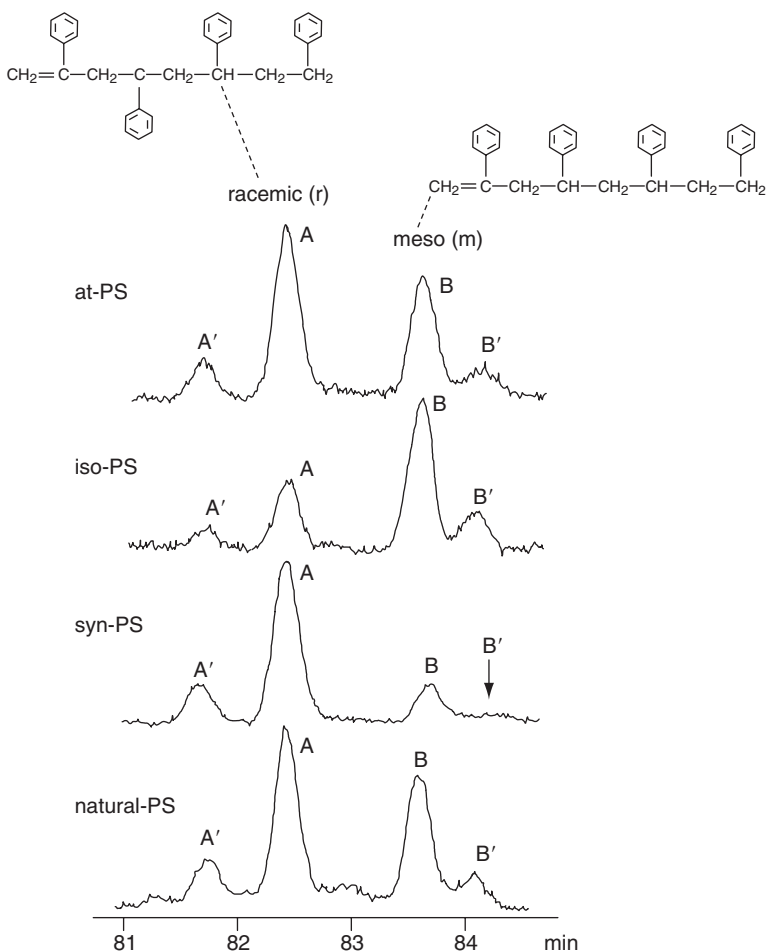 CH₂=C—CH₂—C—CH₂—CH—CH₂—CH₂
CH₂=C—CH₂—CH—CH₂—CH—CH₂—CH₂
racemic (r)
meso (m)
at-PS
A′
A
B
B′
iso-PS
A′
A
B
B′
syn-PS
A′
A
B
B′
natural-PS
A′
A
B
B′
81 82 83 84 min